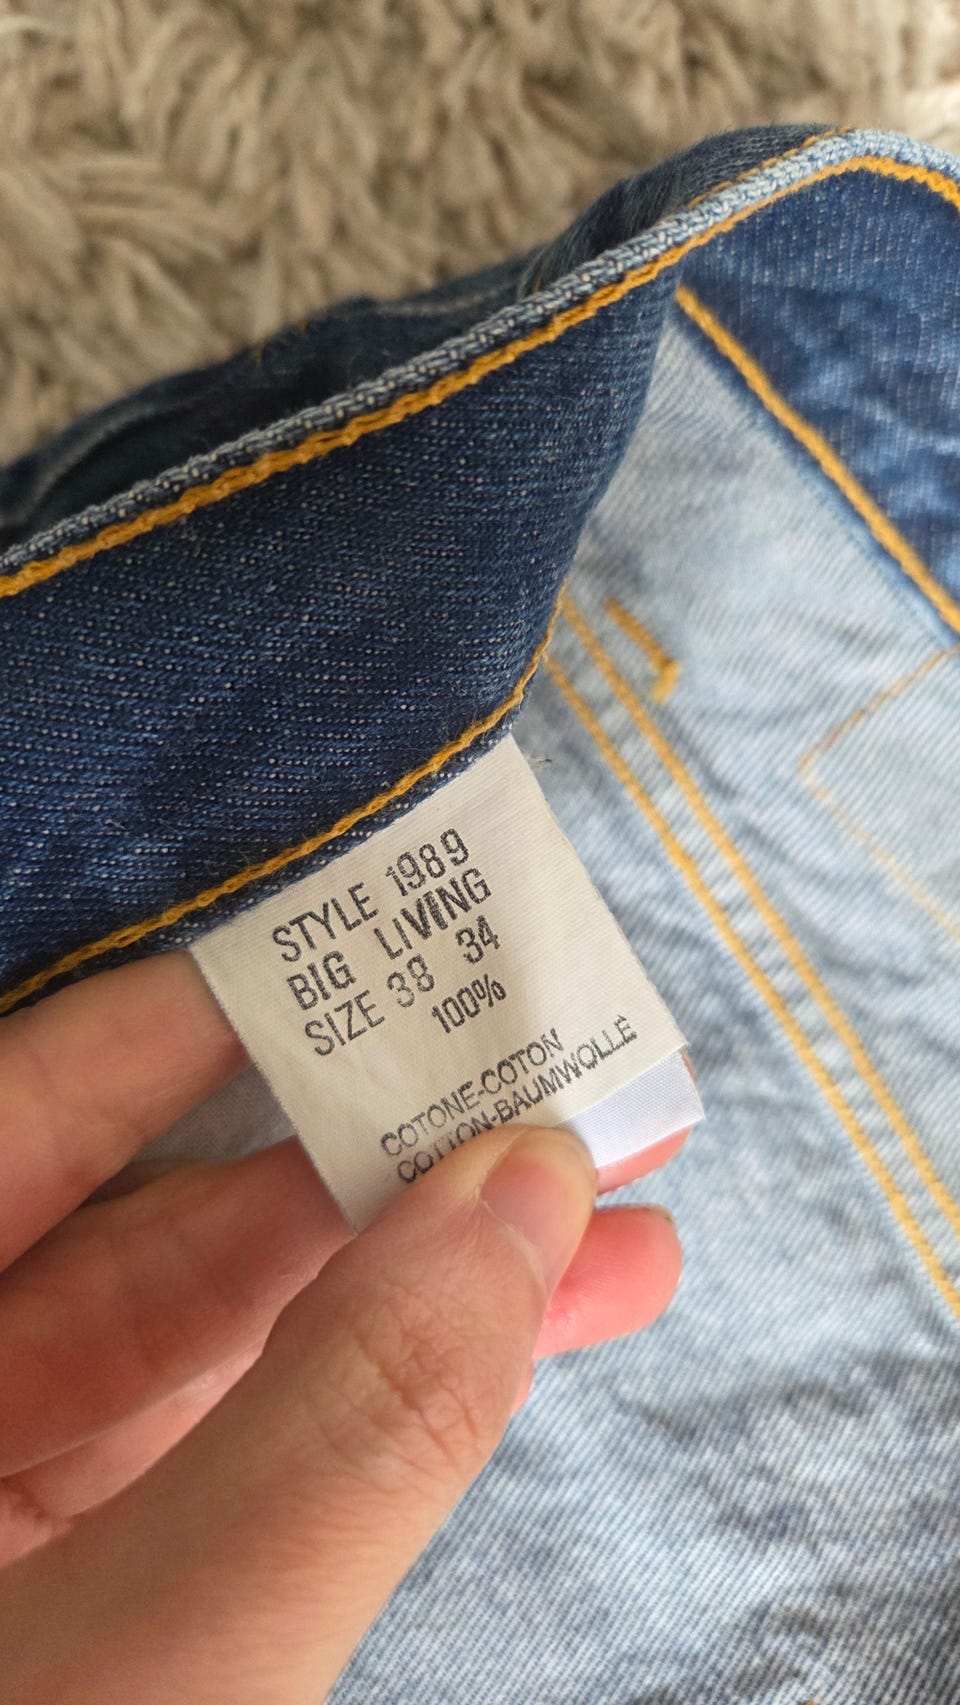 STYLE 1989
BIG LIVING
SIZE 38 34
100%
COTONE-COTON
COTTON-BAUMWOLLE